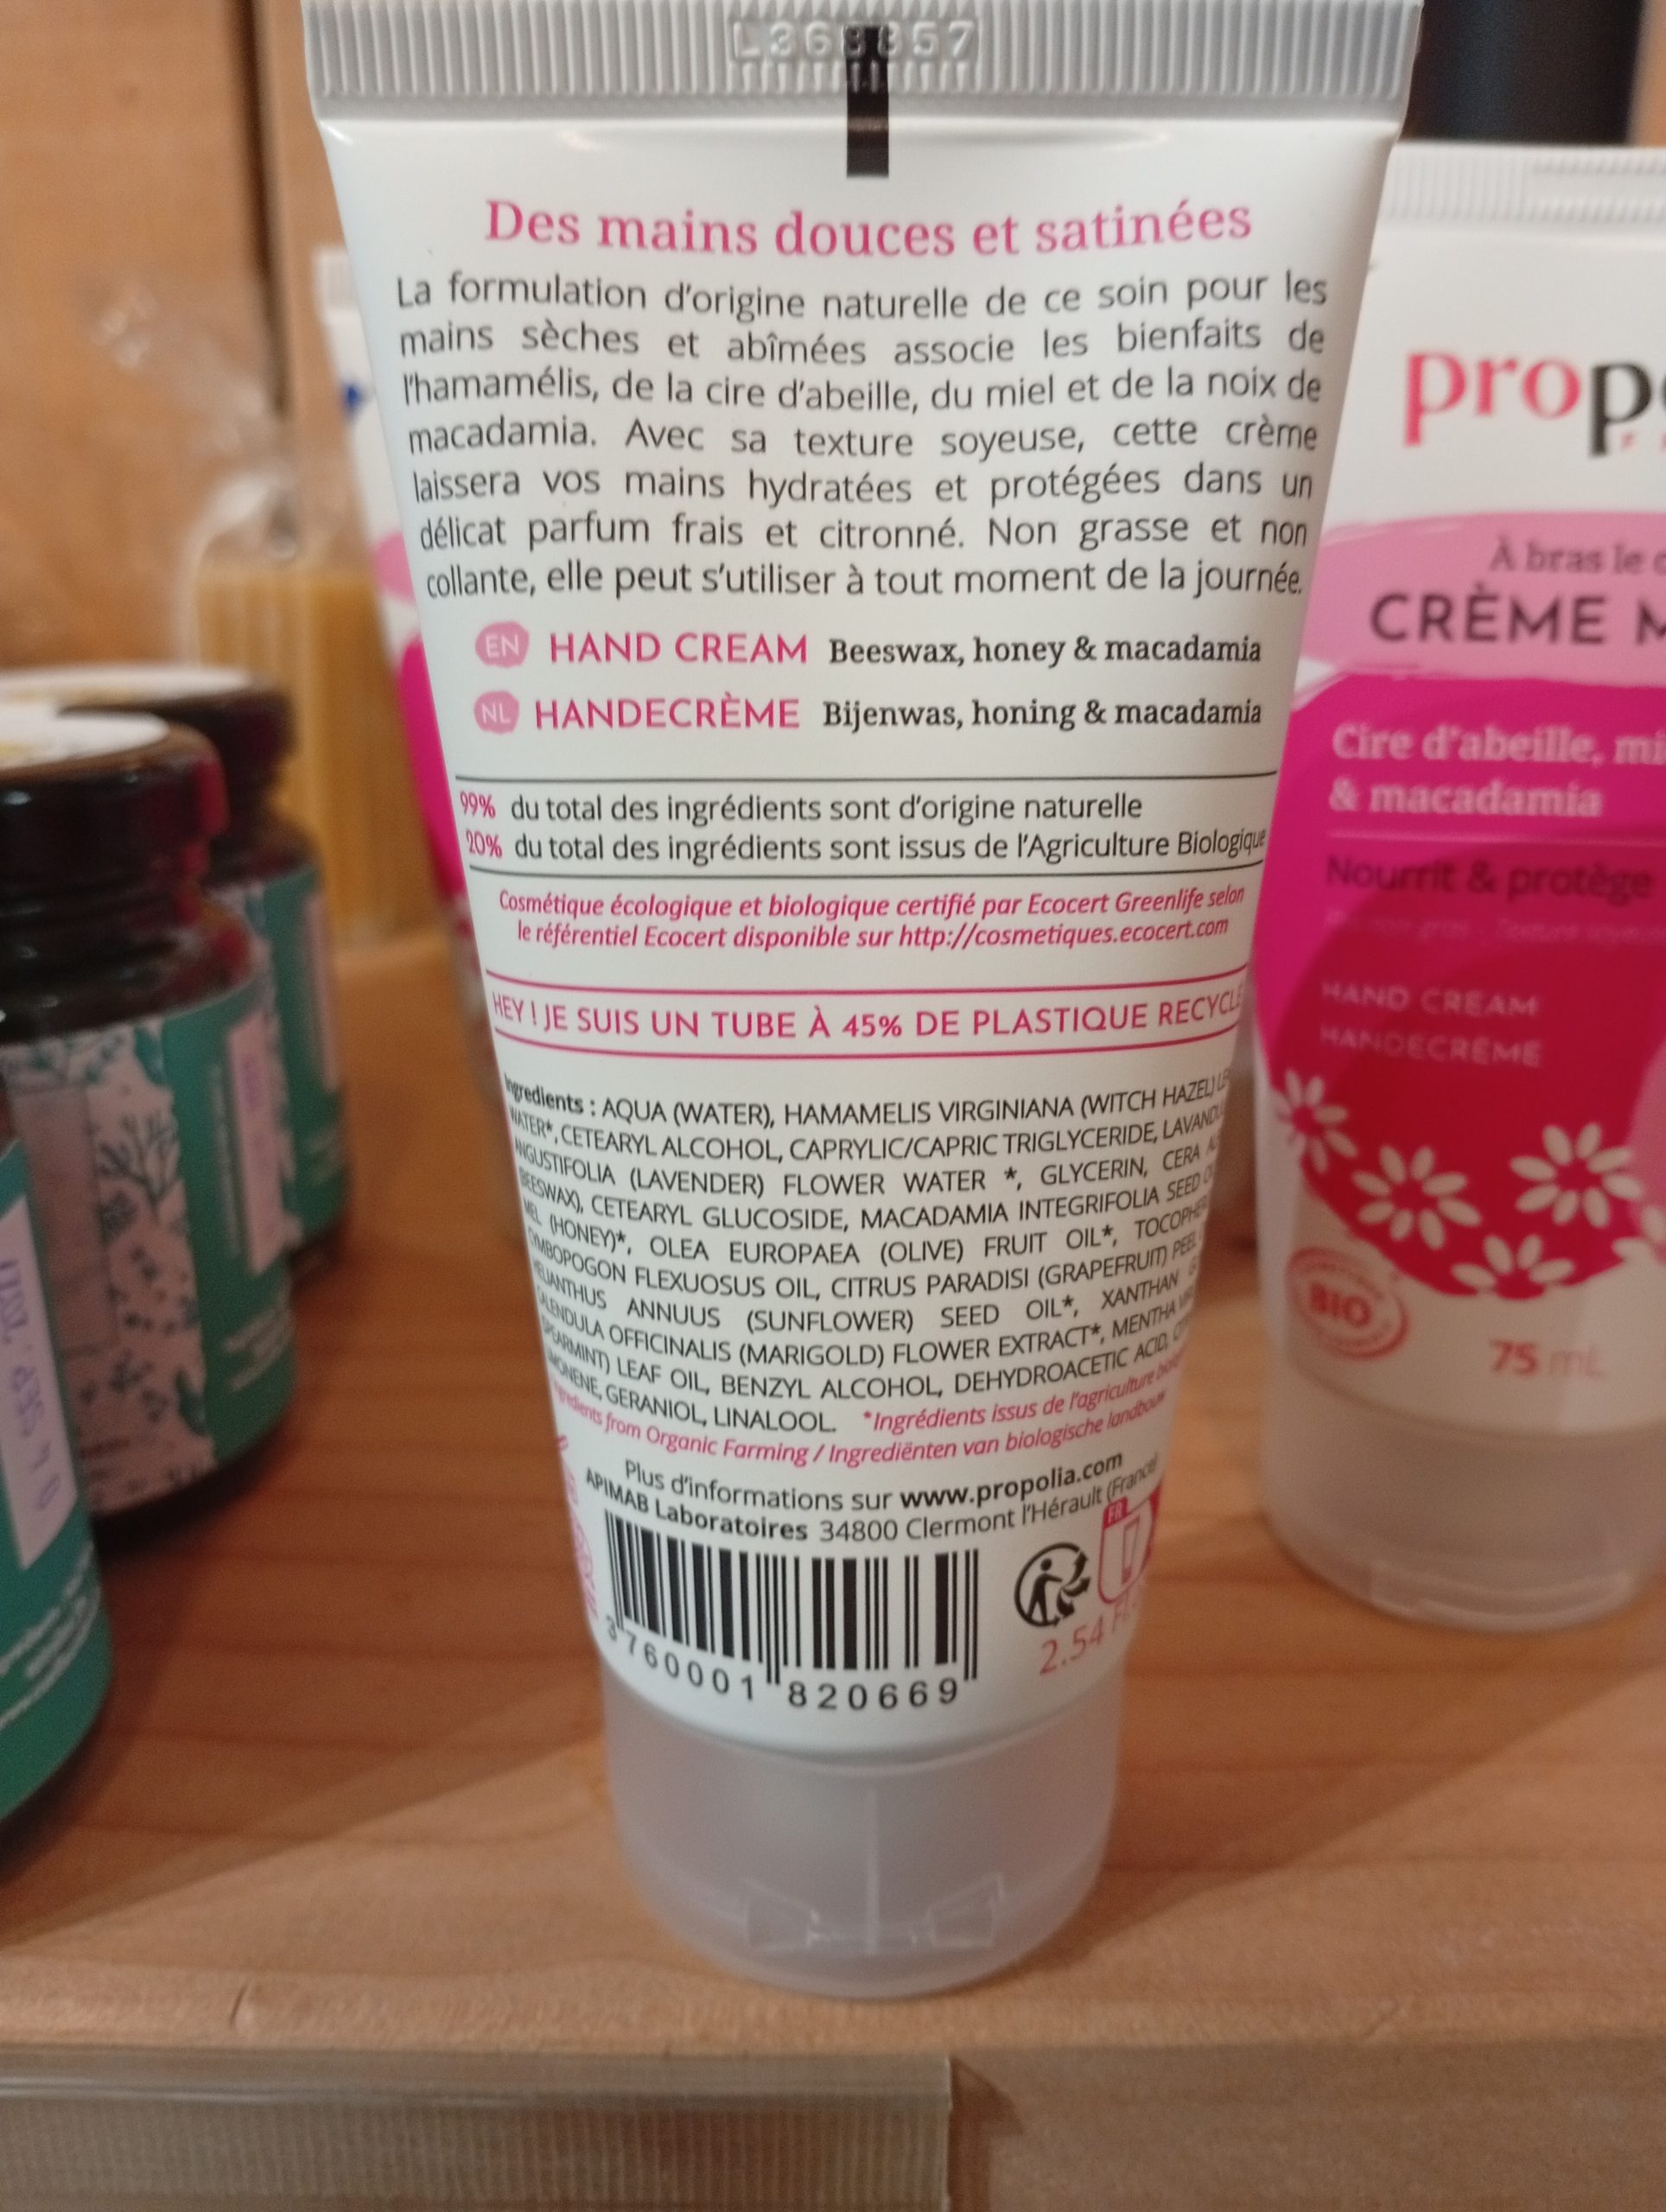 Des mains douces et satinées
La formulation d'origine naturelle de ce soin pour les
mains sèches et abîmées associe les bienfaits de
l'hamamélis, de la cire d'abeille, du miel et de la noix de
macadamia. Avec sa texture soyeuse, cette crème
laissera vos mains hydratées et protégées dans un
délicat parfum frais et citronné. Non grasse et non
collante, elle peut s'utiliser à tout moment de la journée.
EN HAND CREAM Beeswax, honey & macadamia
NL HANDECRÈME Bijenwas, honing & macadamia
99% du total des ingrédients sont d'origine naturelle
20% du total des ingrédients sont issus de l'Agriculture Biologique
Cosmétique écologique et biologique certifié par Ecocert Greenlife selon
le référentiel Ecocert disponible sur http://cosmetiques.ecocert.com
HEY ! JE SUIS UN TUBE À 45% DE PLASTIQUE RECYCLÉ
Ingredients : AQUA (WATER), HAMAMELIS VIRGINIANA (WITCH HAZEL)
WATER*, CETEARYL ALCOHOL, CAPRYLIC/CAPRIC TRIGLYCERIDE,
(LAVENDER) FLOWER WATER *, GLYCERIN, CERA
BEESWAX), CETEARYL GLUCOSIDE, MACADAMIA INTEGRIFOLIA SEED
(HONEY)*, OLEA EUROPAEA (OLIVE) FRUIT OIL*,
FLEXUOSUS OIL, CITRUS PARADISI (GRAPEFRUIT) PEEL
ANNUUS (SUNFLOWER) SEED OIL*, XANTHAN
OFFICINALIS (MARIGOLD) FLOWER EXTRACT*, MENTHA
LEAF OIL, BENZYL ALCOHOL, DEHYDROACETIC ACID,
GERANIOL, LINALOOL. *Ingrédients issus de l'agriculture
from Organic Farming / Ingrediënten van biologische landbouw
Plus d'informations sur www.propolia.com
APIMAB Laboratoires 34800 Clermont l'Hérault (France)
FR
2.54
3 760001 820669
À bras le
CRÈME
Cire d'abeille,
& macadamia
Nourrit & protège
HAND CREAM
HANDECRÈME
BIO
75 mL